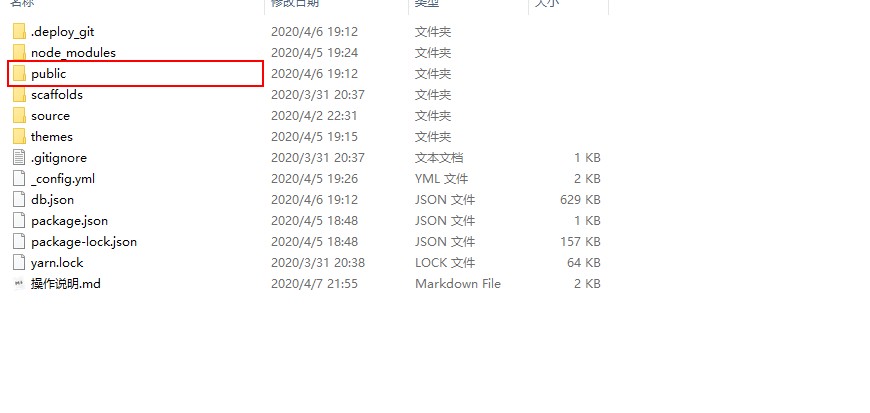 名称 修改日期 类型 大小
.deploy_git 2020/4/6 19:12 文件夹
node_modules 2020/4/5 19:24 文件夹
public 2020/4/6 19:12 文件夹
scaffolds 2020/3/31 20:37 文件夹
source 2020/4/2 22:31 文件夹
themes 2020/4/5 19:15 文件夹
.gitignore 2020/3/31 20:37 文本文档 1 KB
_config.yml 2020/4/5 19:26 YML 文件 2 KB
db.json 2020/4/6 19:12 JSON 文件 629 KB
package.json 2020/4/5 18:48 JSON 文件 1 KB
package-lock.json 2020/4/5 18:48 JSON 文件 157 KB
yarn.lock 2020/3/31 20:38 LOCK 文件 64 KB
操作说明.md 2020/4/7 21:55 Markdown File 2 KB